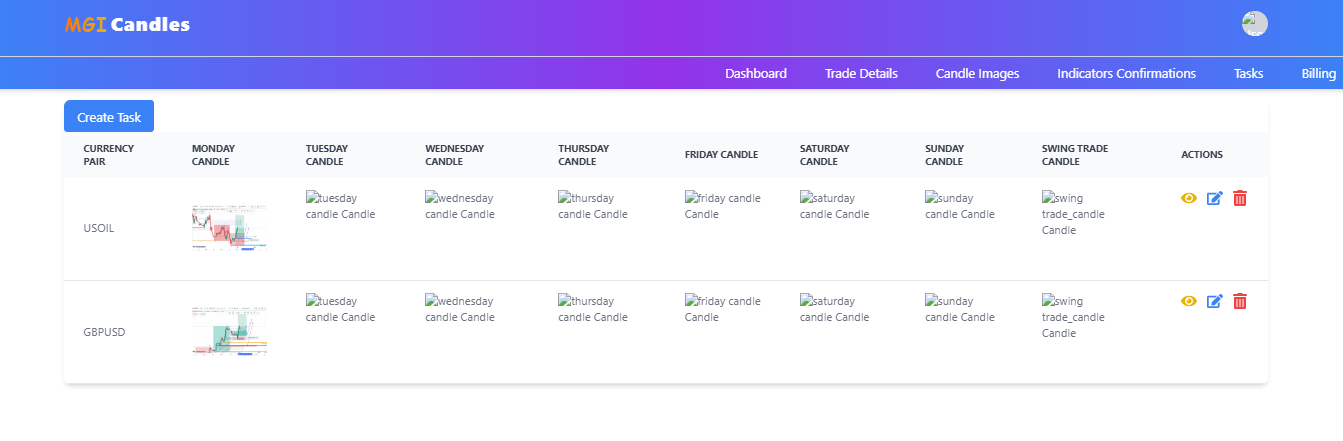 MGI Candles
Dashboard Trade Details Candle Images Indicators Confirmations Tasks Billing
Create Task
CURRENCY PAIR
MONDAY CANDLE
TUESDAY CANDLE
WEDNESDAY CANDLE
THURSDAY CANDLE
FRIDAY CANDLE
SATURDAY CANDLE
SUNDAY CANDLE
SWING TRADE CANDLE
ACTIONS
USOIL
tuesday
candle Candle
wednesday
candle Candle
thursday
candle Candle
friday candle
Candle
saturday
candle Candle
sunday
candle Candle
swing
trade_candle
Candle
GBPUSD
tuesday
candle Candle
wednesday
candle Candle
thursday
candle Candle
friday candle
Candle
saturday
candle Candle
sunday
candle Candle
swing
trade_candle
Candle